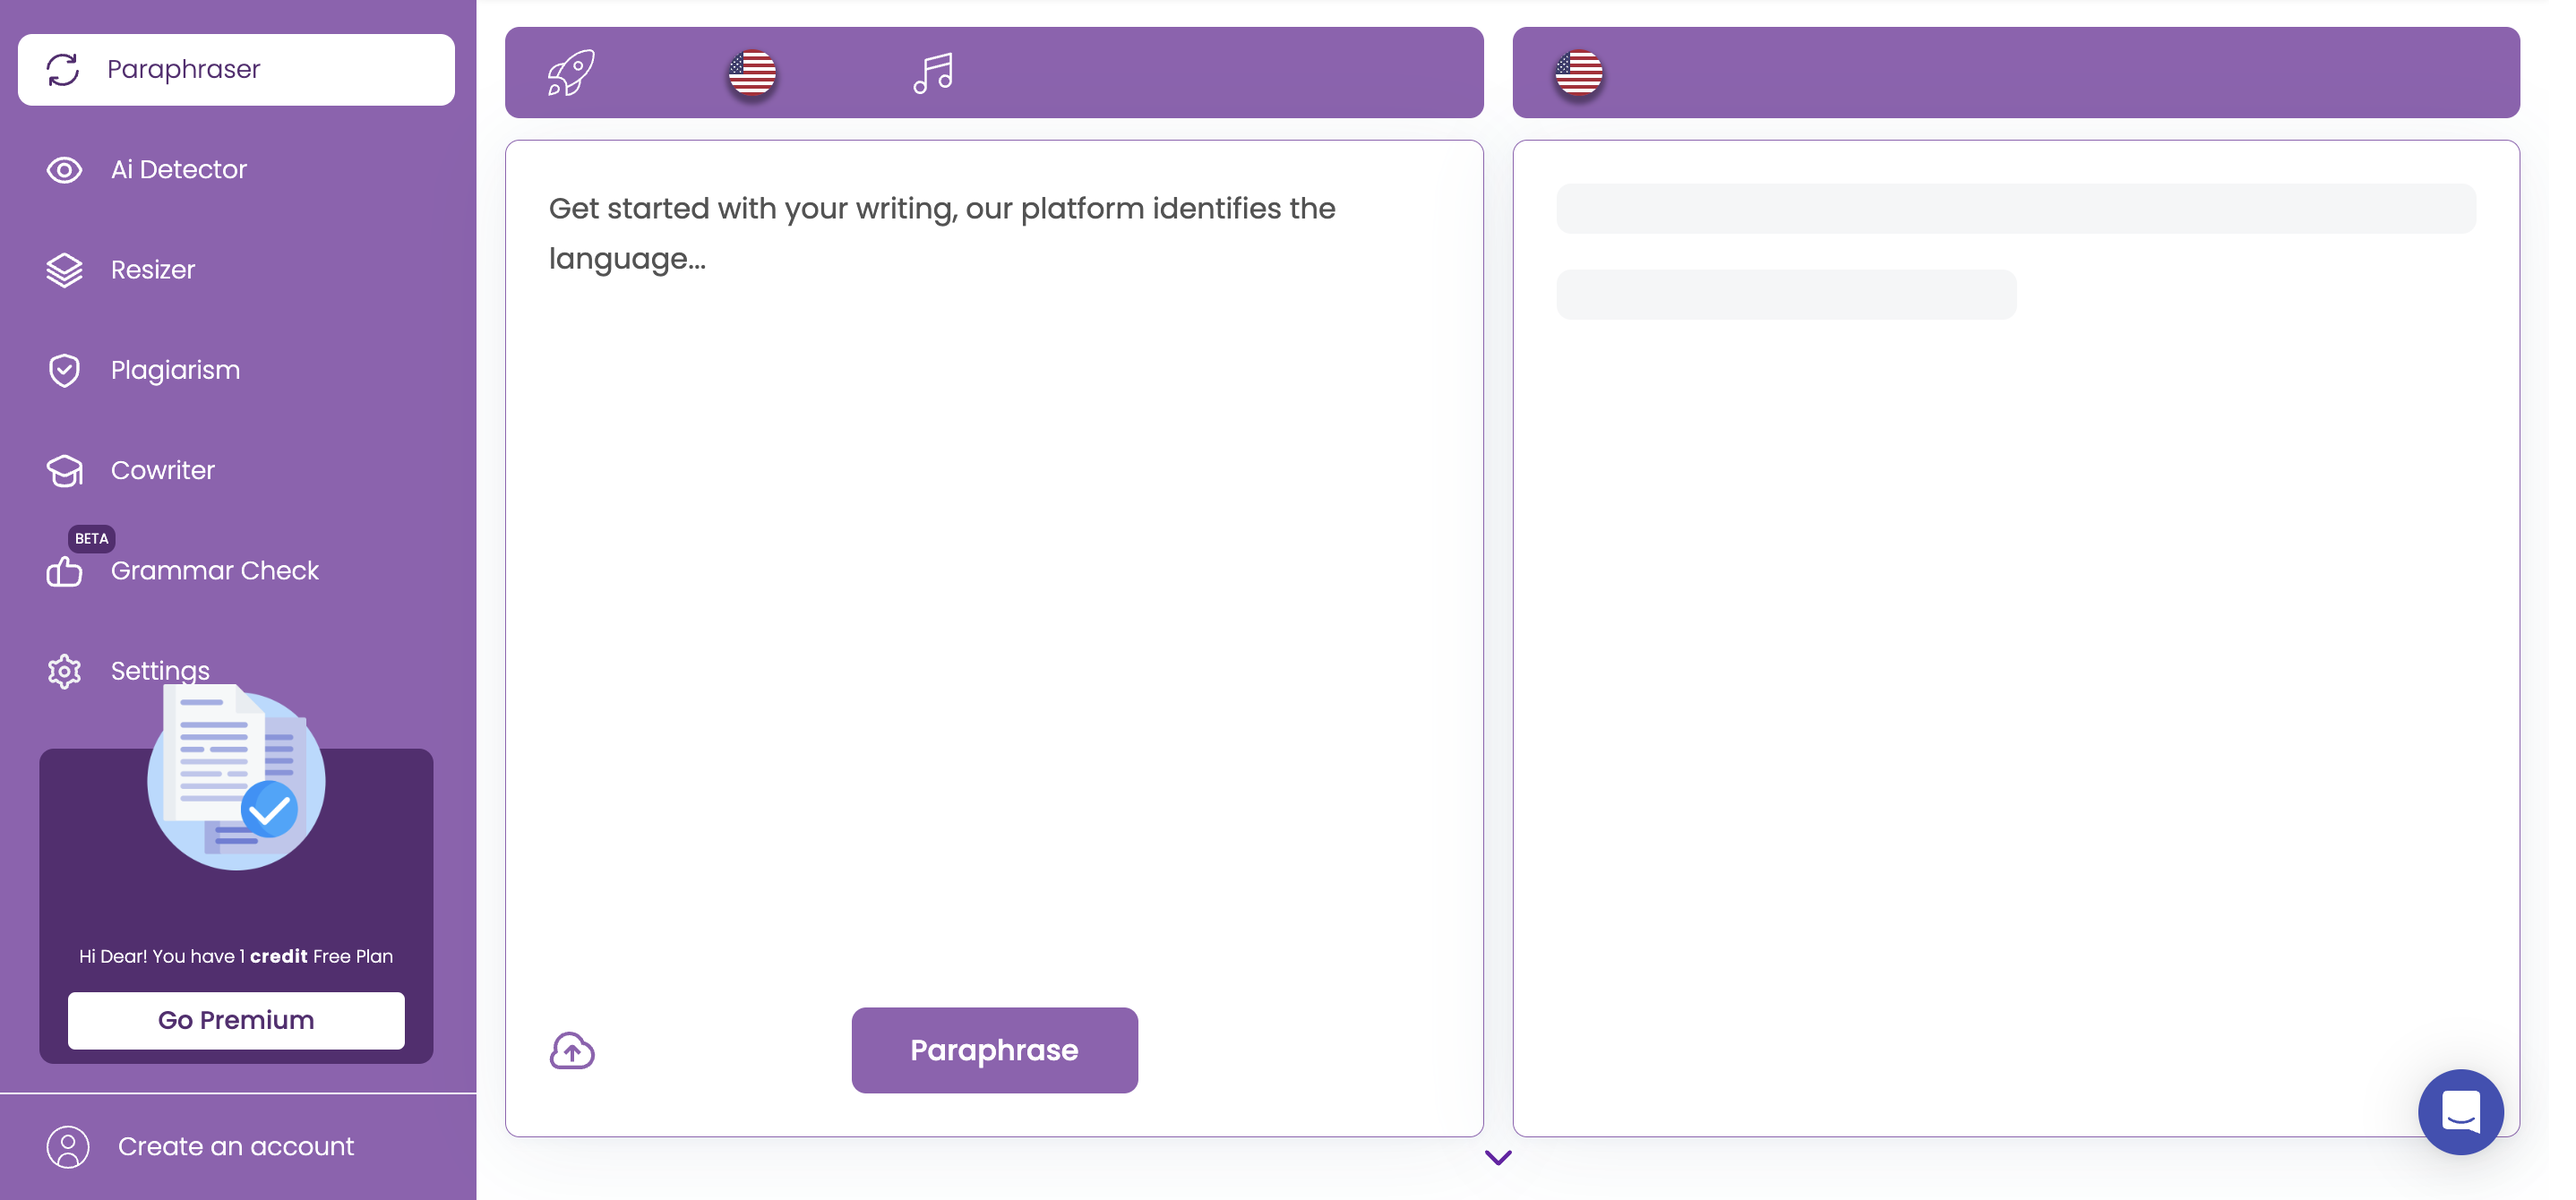 Paraphraser
Ai Detector
Resizer
Plagiarism
Cowriter
BETA
Grammar Check
Settings
Hi Dear! You have 1 credit Free Plan
Go Premium
Create an account
Get started with your writing, our platform identifies the
language...
Paraphrase